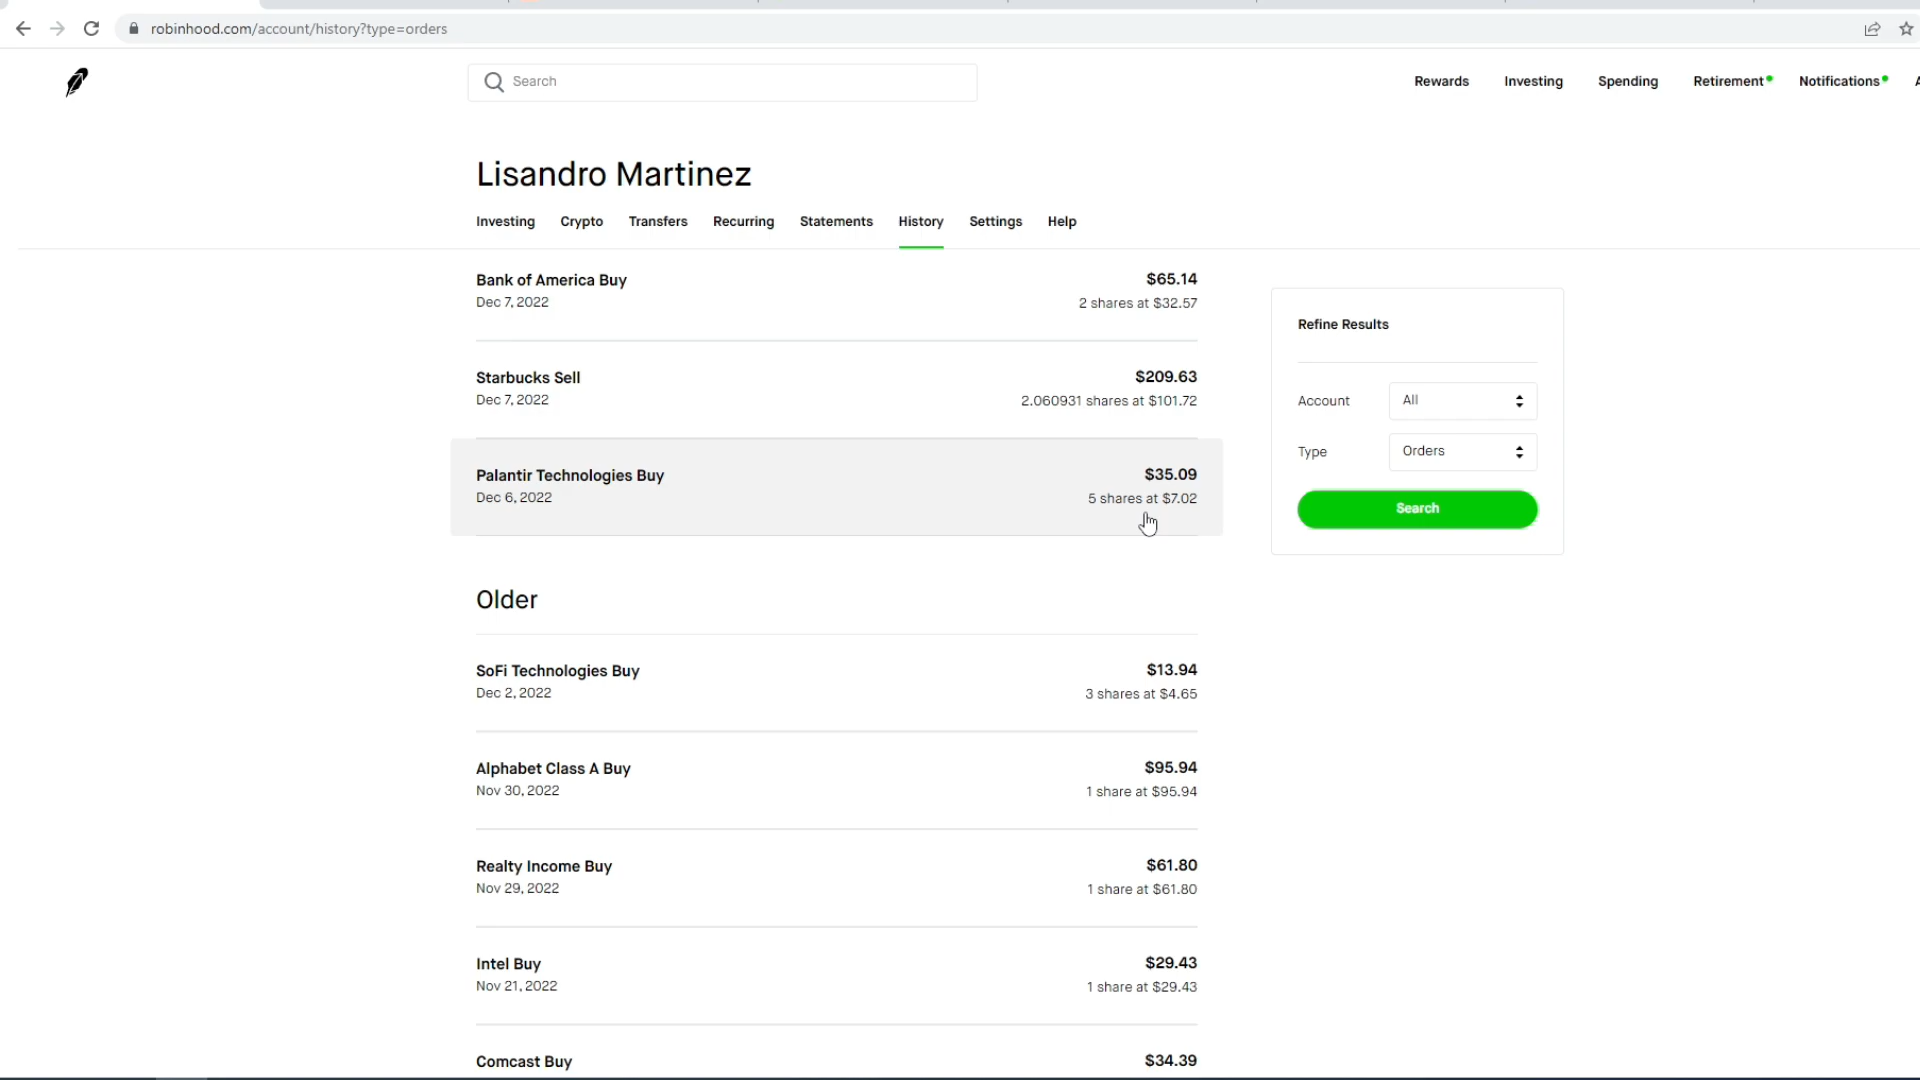 robinhood.com/account/history?type=orders
Search
Rewards Investing Spending Retirement Notifications A
Lisandro Martinez
Investing Crypto Transfers Recurring Statements History Settings Help
Bank of America Buy $65.14
Dec 7, 2022 2 shares at $32.57
Starbucks Sell $209.63
Dec 7, 2022 2.060931 shares at $101.72
Palantir Technologies Buy $35.09
Dec 6, 2022 5 shares at $7.02
Older
SoFi Technologies Buy $13.94
Dec 2, 2022 3 shares at $4.65
Alphabet Class A Buy $95.94
Nov 30, 2022 1 share at $95.94
Realty Income Buy $61.80
Nov 29, 2022 1 share at $61.80
Intel Buy $29.43
Nov 21, 2022 1 share at $29.43
Comcast Buy $34.39
Refine Results
Account All
Type Orders
Search